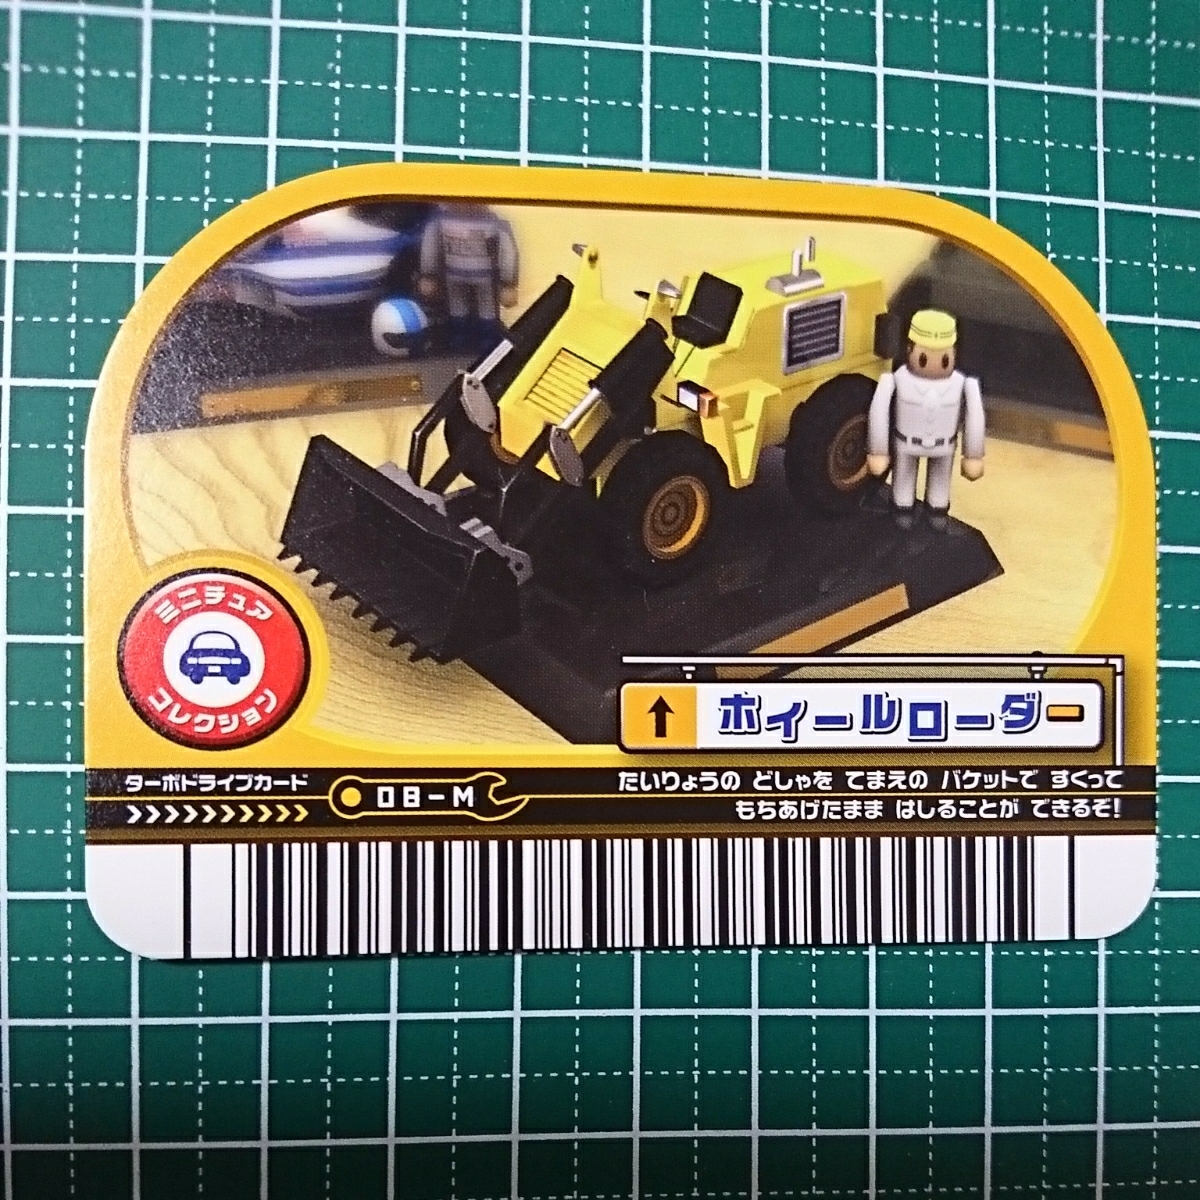 ミニチュア
コレクション
ホイールローダー
ターボドライブカード
08-M
たいりょうの どしゃを てまえの バケットで すくって
もちあげたまま はしることが できるぞ!